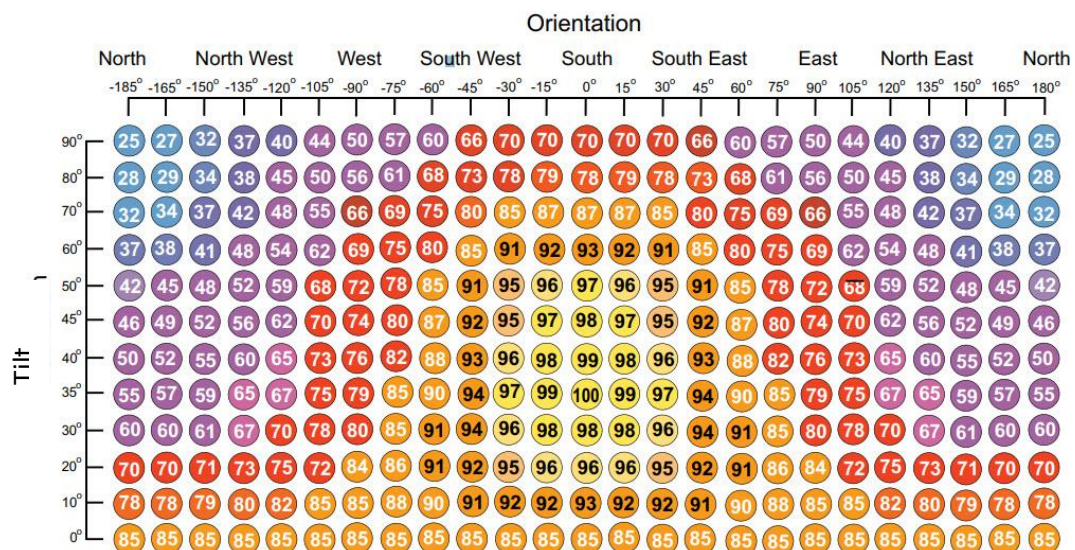 Orientation
North North West West South West South South East East North East North
-185° -165° -150° -135° -120° -105° -90° -75° -60° -45° -30° -15° 0° 15° 30° 45° 60° 75° 90° 105° 120° 135° 150° 165° 180°
90° 25 27 32 37 40 44 50 57 60 66 70 70 70 70 70 66 60 57 50 44 40 37 32 27 25
80° 28 29 34 38 45 50 56 61 68 73 78 79 78 79 78 73 68 61 56 50 45 38 34 29 28
70° 32 34 37 42 48 55 66 69 75 80 85 87 87 87 85 80 75 69 66 55 48 42 37 34 32
60° 37 38 41 48 54 62 69 75 80 85 91 92 93 92 91 85 80 75 69 62 54 48 41 38 37
50° 42 45 48 52 59 68 72 78 85 91 95 96 97 96 95 91 85 78 72 68 59 52 48 45 42
45° 46 49 52 56 62 70 74 80 87 92 95 97 98 97 95 92 87 80 74 70 62 56 52 49 46
40° 50 52 55 60 65 73 76 82 88 93 96 98 99 98 96 93 88 82 76 73 65 60 55 52 50
35° 55 57 59 65 67 75 79 85 90 94 97 99 100 99 97 94 90 85 79 75 67 65 59 57 55
30° 60 60 61 67 70 78 80 85 91 94 96 98 98 98 96 94 91 85 80 78 70 67 61 60 60
20° 70 70 71 73 75 72 84 86 91 92 95 96 96 96 95 92 91 86 84 72 75 73 71 70 70
10° 78 78 79 80 82 85 85 88 90 91 92 92 93 92 92 91 90 88 85 85 82 80 79 78 78
0° 85 85 85 85 85 85 85 85 85 85 85 85 85 85 85 85 85 85 85 85 85 85 85 85 85
Tilt